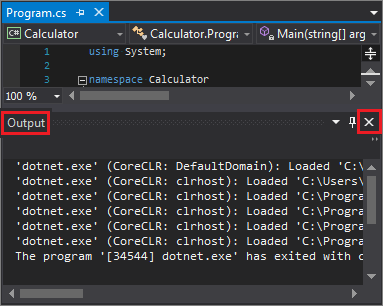 Program.cs
C# Calculator Calculator.Progra Main(string[] arg
1 using System;
2
3 namespace Calculator
100 %
Output
'dotnet.exe' (CoreCLR: DefaultDomain): Loaded 'C:\
'dotnet.exe' (CoreCLR: clrhost): Loaded 'C:\Users\
'dotnet.exe' (CoreCLR: clrhost): Loaded 'C:\Progra
'dotnet.exe' (CoreCLR: clrhost): Loaded 'C:\Progra
'dotnet.exe' (CoreCLR: clrhost): Loaded 'C:\Progra
'dotnet.exe' (CoreCLR: clrhost): Loaded 'C:\Progra
The program '[34544] dotnet.exe' has exited with c